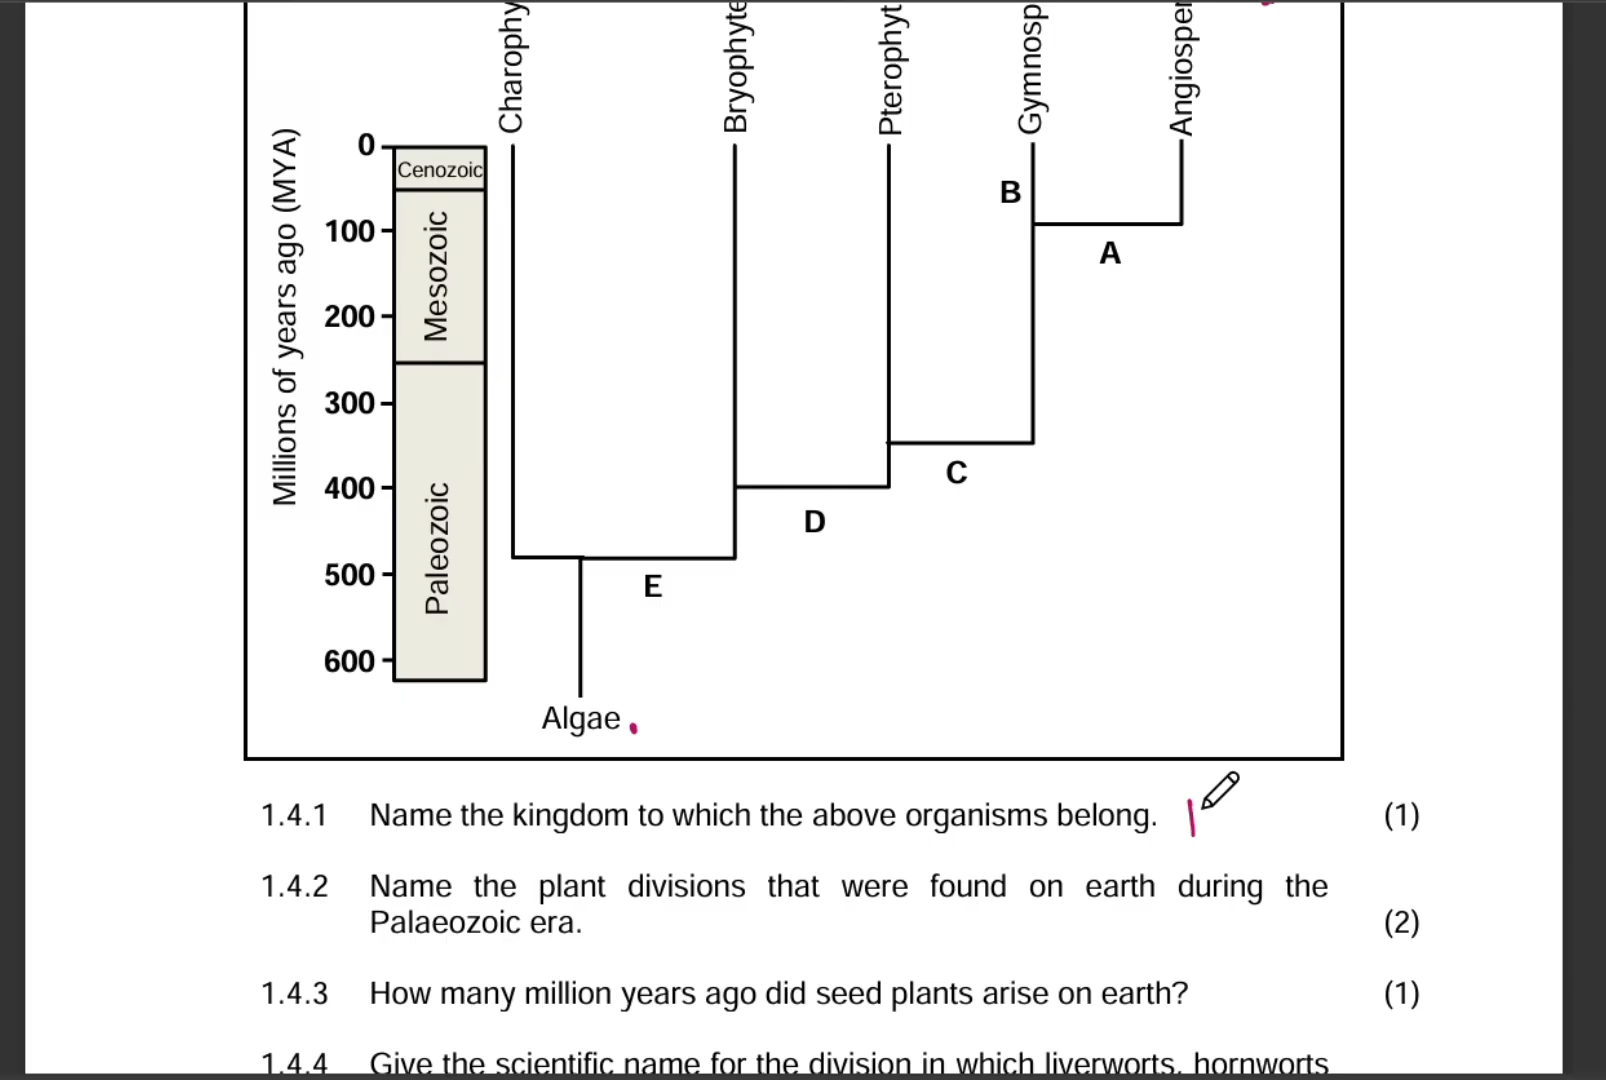 Charophy
Bryophyte
Pterophyt
Gymnosp
Angiosper
Millions of years ago (MYA)
0
100
200
300
400
500
600
Cenozoic
Mesozoic
Paleozoic
B
A
C
D
E
Algae
1.4.1 Name the kingdom to which the above organisms belong. (1)
1.4.2 Name the plant divisions that were found on earth during the
Palaeozoic era. (2)
1.4.3 How many million years ago did seed plants arise on earth? (1)
1.4.4 Give the scientific name for the division in which liverworts, hornworts